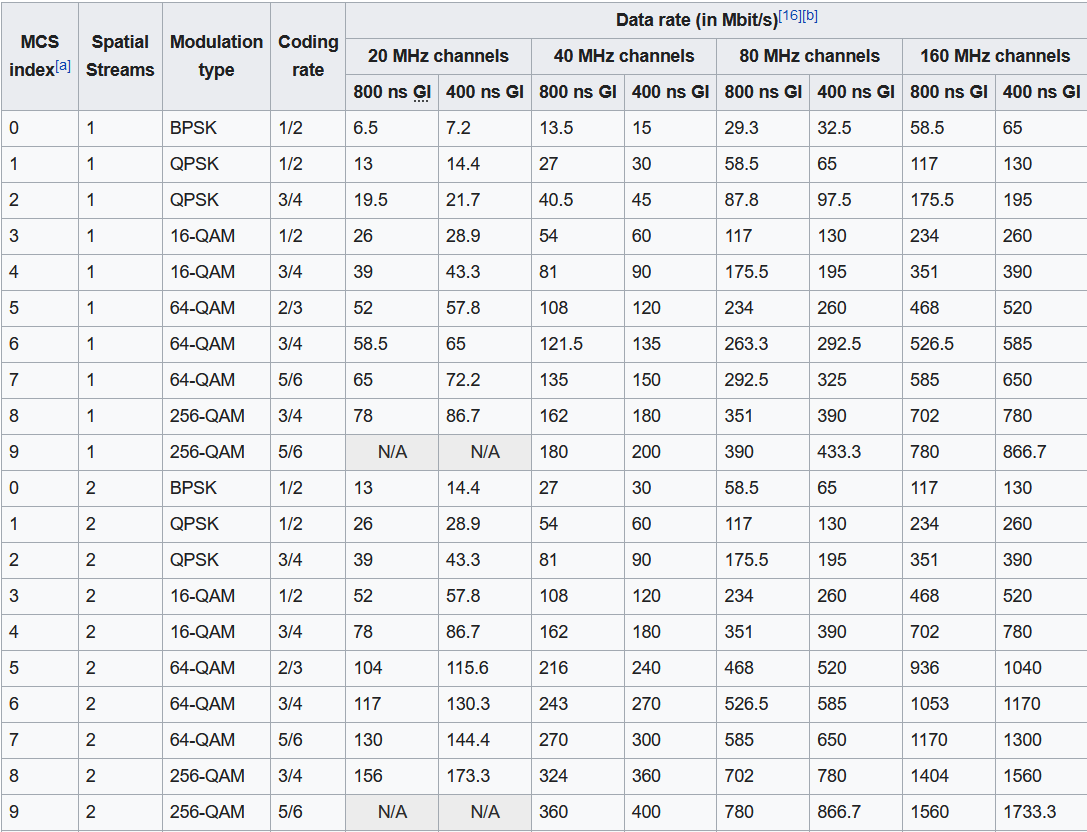 MCS index[a] Spatial Streams Modulation type Coding rate Data rate (in Mbit/s)[16][b]
20 MHz channels 40 MHz channels 80 MHz channels 160 MHz channels
800 ns GI 400 ns GI 800 ns GI 400 ns GI 800 ns GI 400 ns GI 800 ns GI 400 ns GI
0 1 BPSK 1/2 6.5 7.2 13.5 15 29.3 32.5 58.5 65
1 1 QPSK 1/2 13 14.4 27 30 58.5 65 117 130
2 1 QPSK 3/4 19.5 21.7 40.5 45 87.8 97.5 175.5 195
3 1 16-QAM 1/2 26 28.9 54 60 117 130 234 260
4 1 16-QAM 3/4 39 43.3 81 90 175.5 195 351 390
5 1 64-QAM 2/3 52 57.8 108 120 234 260 468 520
6 1 64-QAM 3/4 58.5 65 121.5 135 263.3 292.5 526.5 585
7 1 64-QAM 5/6 65 72.2 135 150 292.5 325 585 650
8 1 256-QAM 3/4 78 86.7 162 180 351 390 702 780
9 1 256-QAM 5/6 N/A N/A 180 200 390 433.3 780 866.7
0 2 BPSK 1/2 13 14.4 27 30 58.5 65 117 130
1 2 QPSK 1/2 26 28.9 54 60 117 130 234 260
2 2 QPSK 3/4 39 43.3 81 90 175.5 195 351 390
3 2 16-QAM 1/2 52 57.8 108 120 234 260 468 520
4 2 16-QAM 3/4 78 86.7 162 180 351 390 702 780
5 2 64-QAM 2/3 104 115.6 216 240 468 520 936 1040
6 2 64-QAM 3/4 117 130.3 243 270 526.5 585 1053 1170
7 2 64-QAM 5/6 130 144.4 270 300 585 650 1170 1300
8 2 256-QAM 3/4 156 173.3 324 360 702 780 1404 1560
9 2 256-QAM 5/6 N/A N/A 360 400 780 866.7 1560 1733.3